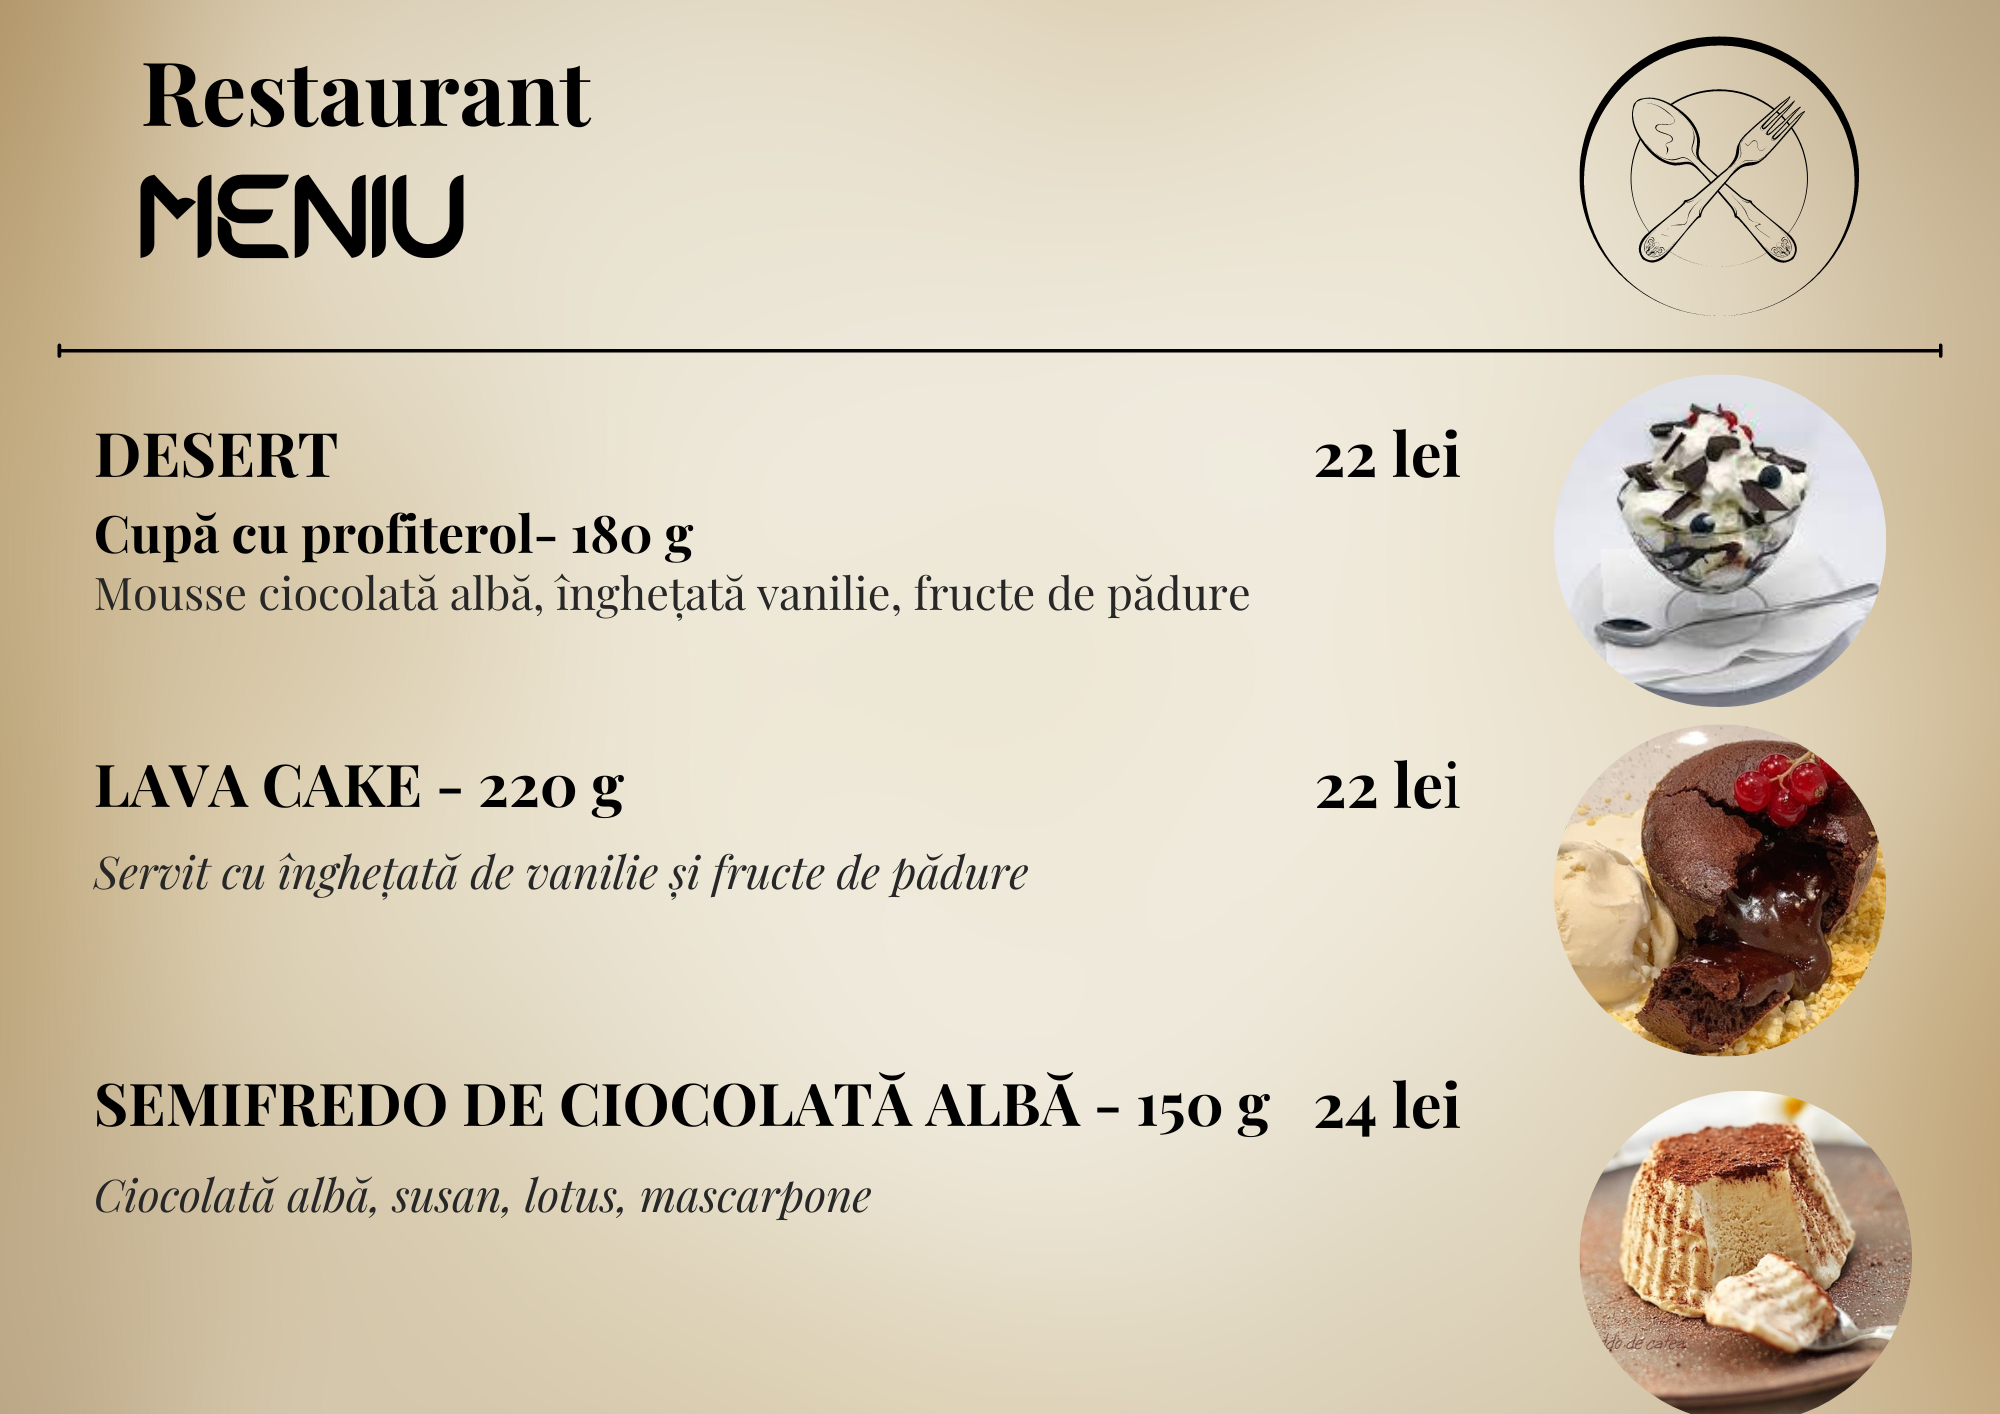 Restaurant
MENIU
DESERT 22 lei
Cupă cu profiterol- 180 g
Mousse ciocolată albă, înghețată vanilie, fructe de pădure
LAVA CAKE - 220 g 22 lei
Servit cu înghețată de vanilie și fructe de pădure
SEMIFREDO DE CIOCOLATĂ ALBĂ - 150 g 24 lei
Ciocolată albă, susan, lotus, mascarpone
de cafea